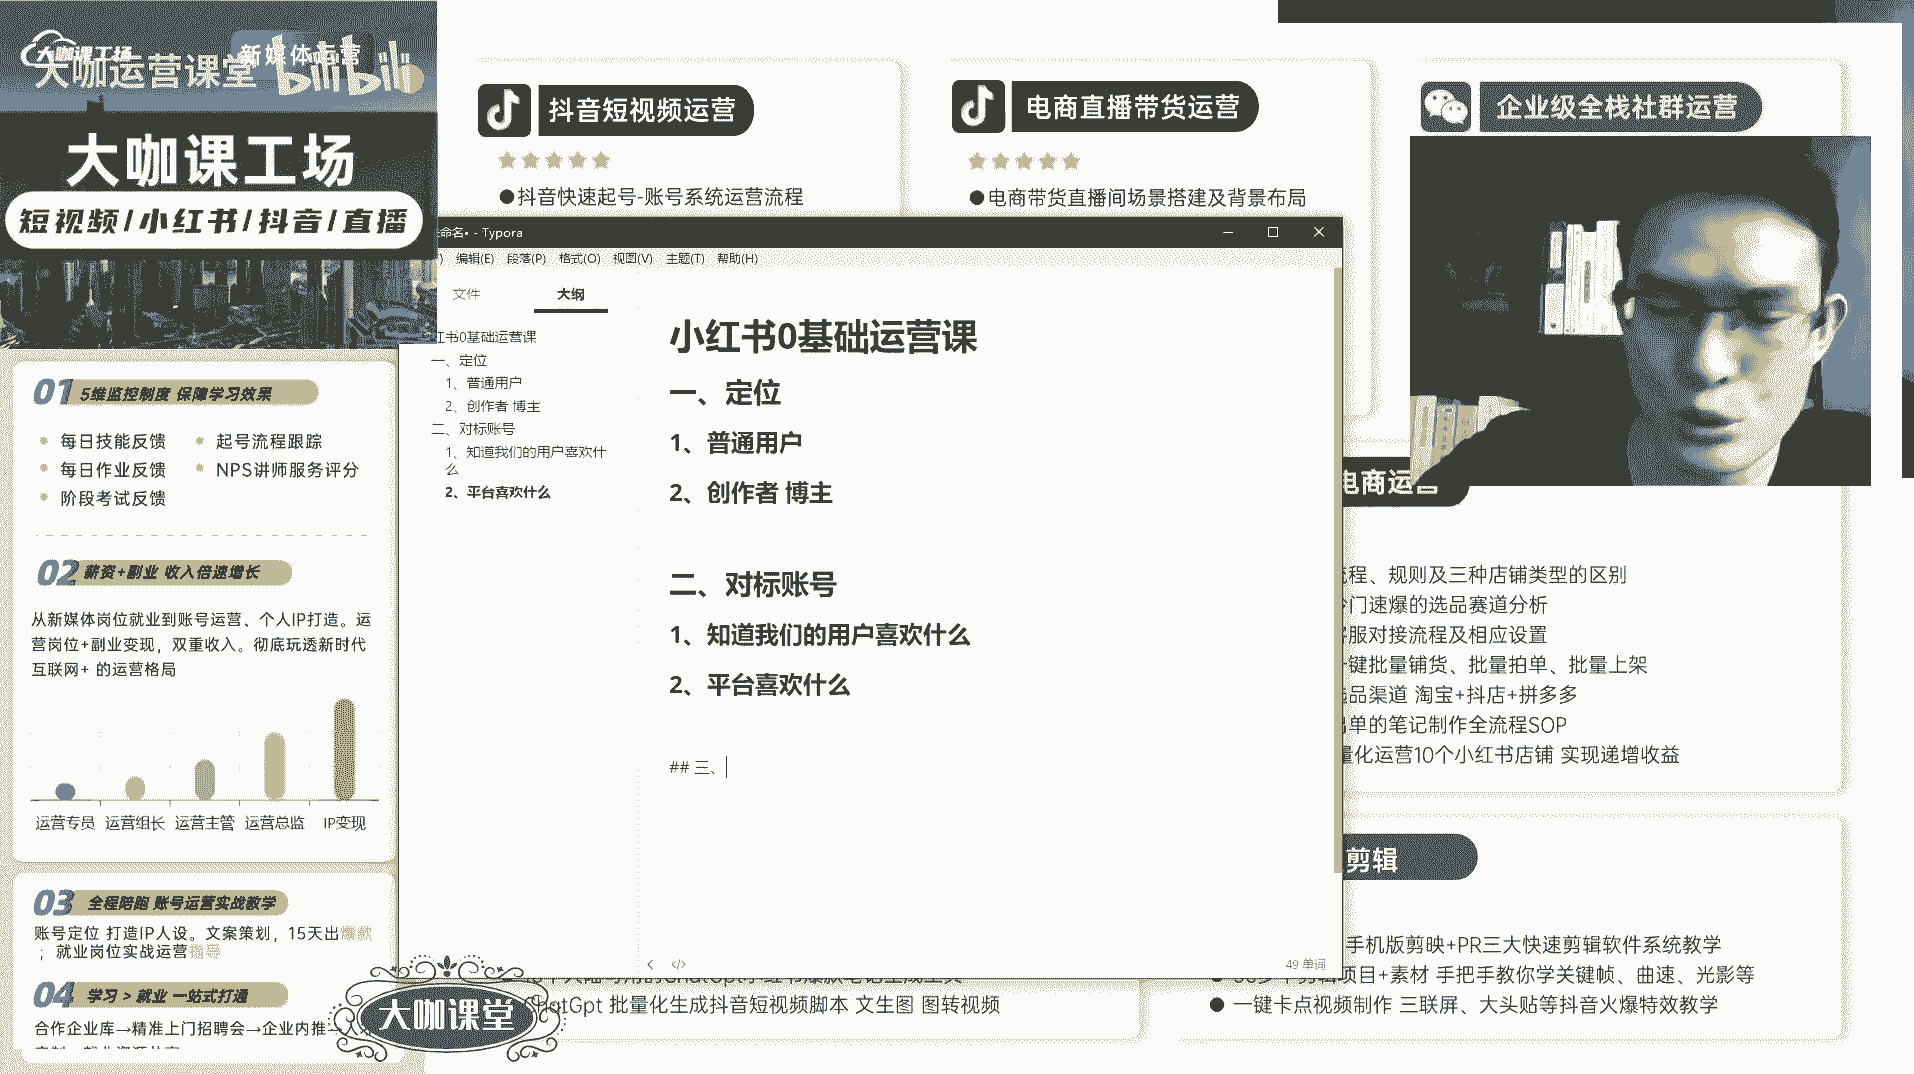 大咖课工场
大咖运营课堂
新媒体运营
bilibili
大咖课工场
短视频/小红书/抖音/直播
01 5维监控制度 保障学习效果
每日技能反馈
起号流程跟踪
每日作业反馈
NPS讲师服务评分
阶段考试反馈
02 薪资+副业 收入倍速增长
从新媒体岗位就业到账号运营、个人IP打造。运
营岗位+副业变现，双重收入。彻底玩透新时代
互联网+ 的运营格局
运营专员 运营组长 运营主管 运营总监 IP变现
03 全程陪跑 账号运营实战教学
账号定位 打造IP人设。文案策划，15天出爆款
；就业岗位实战运营指导
04 学习 > 就业 一站式打通
合作企业库→精准上门招聘会→企业内推→人才
大咖课堂
抖音短视频运营
●抖音快速起号-账号系统运营流程
电商直播带货运营
●电商带货直播间场景搭建及背景布局
企业级全栈社群运营
命名• - Typora
编辑(E) 段落(P) 格式(O) 视图(V) 主题(T) 帮助(H)
文件 大纲
红书0基础运营课
一、定位
1、普通用户
2、创作者 博主
二、对标账号
1、知道我们的用户喜欢什
么
2、平台喜欢什么
小红书0基础运营课
一、定位
1、普通用户
2、创作者 博主
二、对标账号
1、知道我们的用户喜欢什么
2、平台喜欢什么
## 三、
49 单词
电商运营
流程、规则及三种店铺类型的区别
冷门速爆的选品赛道分析
客服对接流程及相应设置
一键批量铺货、批量拍单、批量上架
选品渠道 淘宝+抖店+拼多多
出单的笔记制作全流程SOP
量化运营10个小红书店铺 实现递增收益
剪辑
手机版剪映+PR三大快速剪辑软件系统教学
项目+素材 手把手教你学关键帧、曲速、光影等
● 一键卡点视频制作 三联屏、大头贴等抖音火爆特效教学
hatGpt 批量化生成抖音短视频脚本 文生图 图转视频